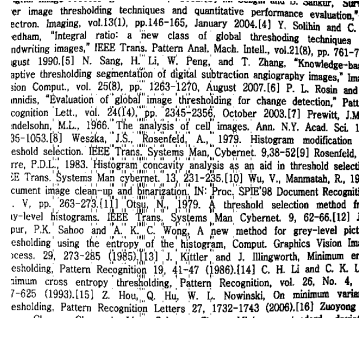 er image thresholding techniques and quantitative performance evaluation,"
ectron. Imaging, vol.13(1), pp.146-165, January 2004.[4] Y. Solihin and C.
edham, "Integral ratio: a new class of global thresholding techniques
ndwriting images," IEEE Trans. Pattern Anal. Mach. Intell., vol.21(8), pp. 761-7
gust 1990.[5] N. Sang, H. Li, W. Peng, and T. Zhang, "Knowledge-ba
aptive thresholding segmentation of digital subtraction angiography images," Im
sion Comput., vol. 25(8), pp. 1263-1270, August 2007.[6] P. L. Rosin and
annidis, "Evaluation of global image thresholding for change detection," Patt
cognition Lett., vol. 24(14), pp. 2345-2356, October 2003.[7] Prewitt, J.M
ndelsohn, M.L., 1966. The analysis of cell images. Ann. N.Y. Acad. Sci. 1
35-1053.[8] Weszka, J.S., Rosenfeld, A., 1979. Histogram modification
eshold selection. IEEE Trans. Systems Man, Cybernet. 9,38-52[9] Rosenfeld,
rre, P.D.L., 1983. Histogram concavity analysis as an aid in threshold selecti
EE Trans. Systems Man cybernet. 13, 231-235.[10] Wu, V., Manmatah, R., 19
cument image clean-up and binarization. IN: Proc. SPIE'98 Document Recogniti
V, pp. 263-273.[11] Otsu, N., 1979. A threshold selection method fr
y-level histograms. IEEE Trans. Systems Man Cybernet. 9, 62-66.[12] J
pur, P.K. Sahoo and A. K. C. Wong, A new method for grey-level pict
esholding using the entropy of the histogram, Comput. Graphics Vision Ima
ocess. 29, 273-285 (1985).[13] J. Kittler and J. Illingworth, Minimum er
esholding, Pattern Recognition 19, 41-47 (1986).[14] C. H. Li and C. K. L
nimum cross entropy thresholding, Pattern Recognition, vol. 26, No. 4,
7-625 (1993).[15] Z. Hou, Q. Hu, W. L. Nowinski, On minimum varia
esholding, Pattern Recognition Letters 27, 1732-1743 (2006).[16] Zuoyong